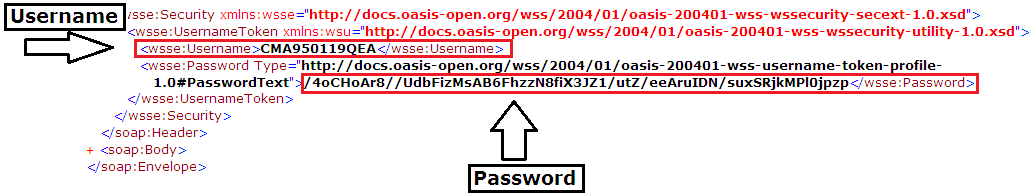 Username
wsse:Security xmlns:wsse="http://docs.oasis-open.org/wss/2004/01/oasis-200401-wss-wssecurity-secext-1.0.xsd">
<wsse:UsernameToken xmlns:wsu="http://docs.oasis-open.org/wss/2004/01/oasis-200401-wss-wssecurity-utility-1.0.xsd">
<wsse:Username>CMA950119QEA</wsse:Username>
<wsse:Password Type="http://docs.oasis-open.org/wss/2004/01/oasis-200401-wss-username-token-profile-
1.0#PasswordText">/4oCHoAr8//UdbFizMsAB6FhzzN8fiX3JZ1/utZ/eeAruIDN/suxSRjkMPl0jpzp</wsse:Password>
</wsse:UsernameToken>
</wsse:Security>
</soap:Header>
+ <soap:Body>
</soap:Envelope>
Password